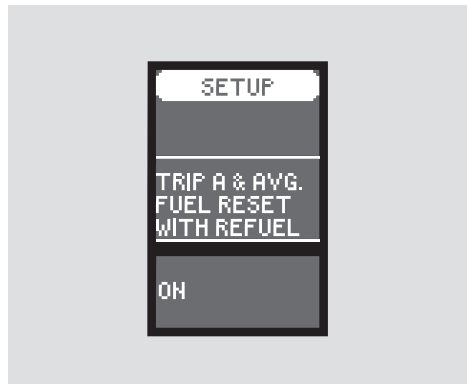 SETUP
TRIP A & AVG.
FUEL RESET
WITH REFUEL
ON